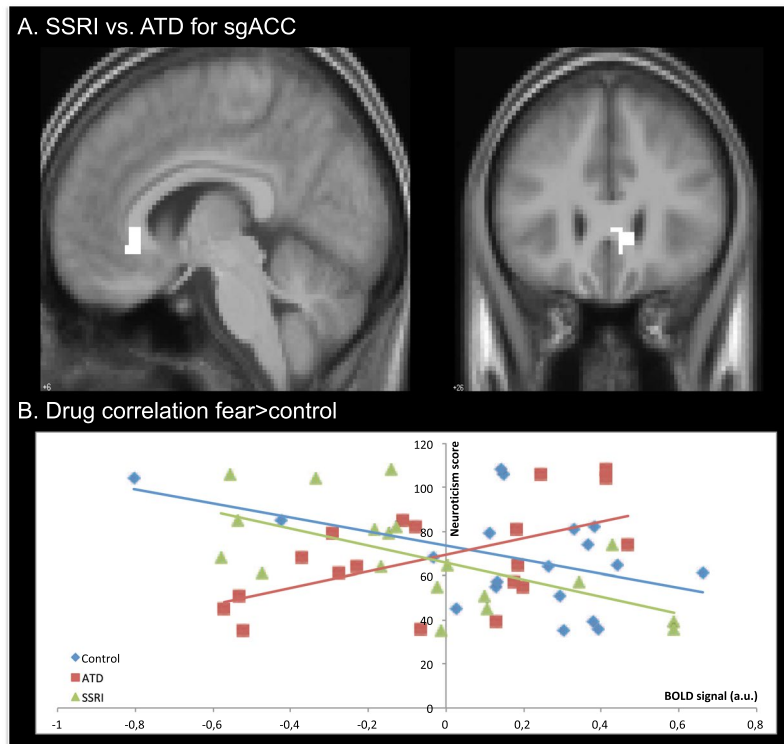 A. SSRI vs. ATD for sgACC
+6
+26
B. Drug correlation fear>control
120
100
80
60
40
20
0
Neuroticism score
Control
ATD
SSRI
BOLD signal (a.u.)
-1 -0,8 -0,6 -0,4 -0,2 0 0,2 0,4 0,6 0,8